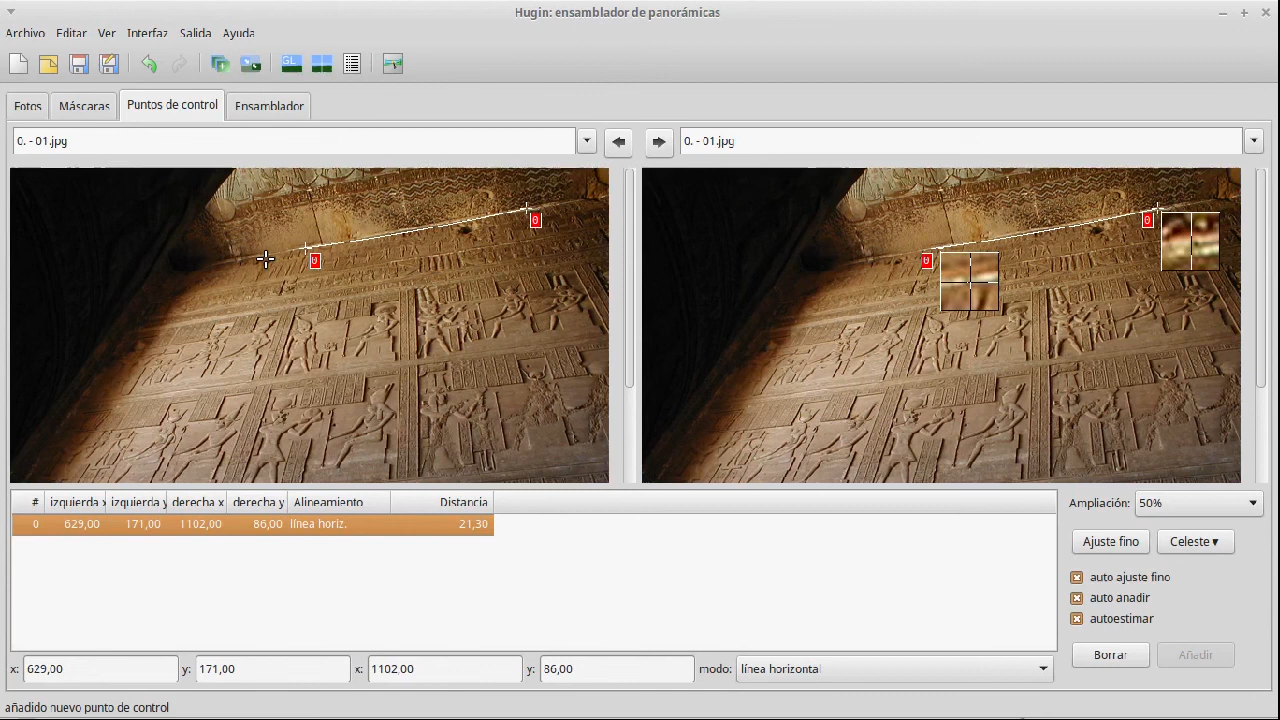 Hugin: ensamblador de panorámicas
Archivo Editar Ver Interfaz Salida Ayuda
GL
Fotos Máscaras Puntos de control Ensamblador
0. - 01.jpg 0. - 01.jpg
0 0 0 0
# izquierda x izquierda y derecha x derecha y Alineamiento Distancia
0 629,00 171,00 1102,00 86,00 línea horiz. 21,30
Ampliación: 50%
Ajuste fino Celeste
auto ajuste fino
auto anadir
autoestimar
Borrar Añadir
x: 629,00 y: 171,00 x: 1102,00 y: 86,00 modo: línea horizontal
añadido nuevo punto de control